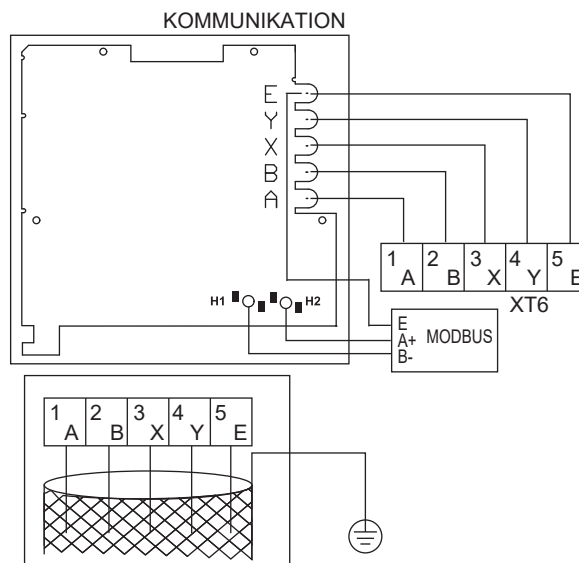 KOMMUNIKATION
E
Y
X
B
A
1 2 3 4 5
A B X Y E
XT6
H1 H2
E
A+ MODBUS
B-
1 2 3 4 5
A B X Y E